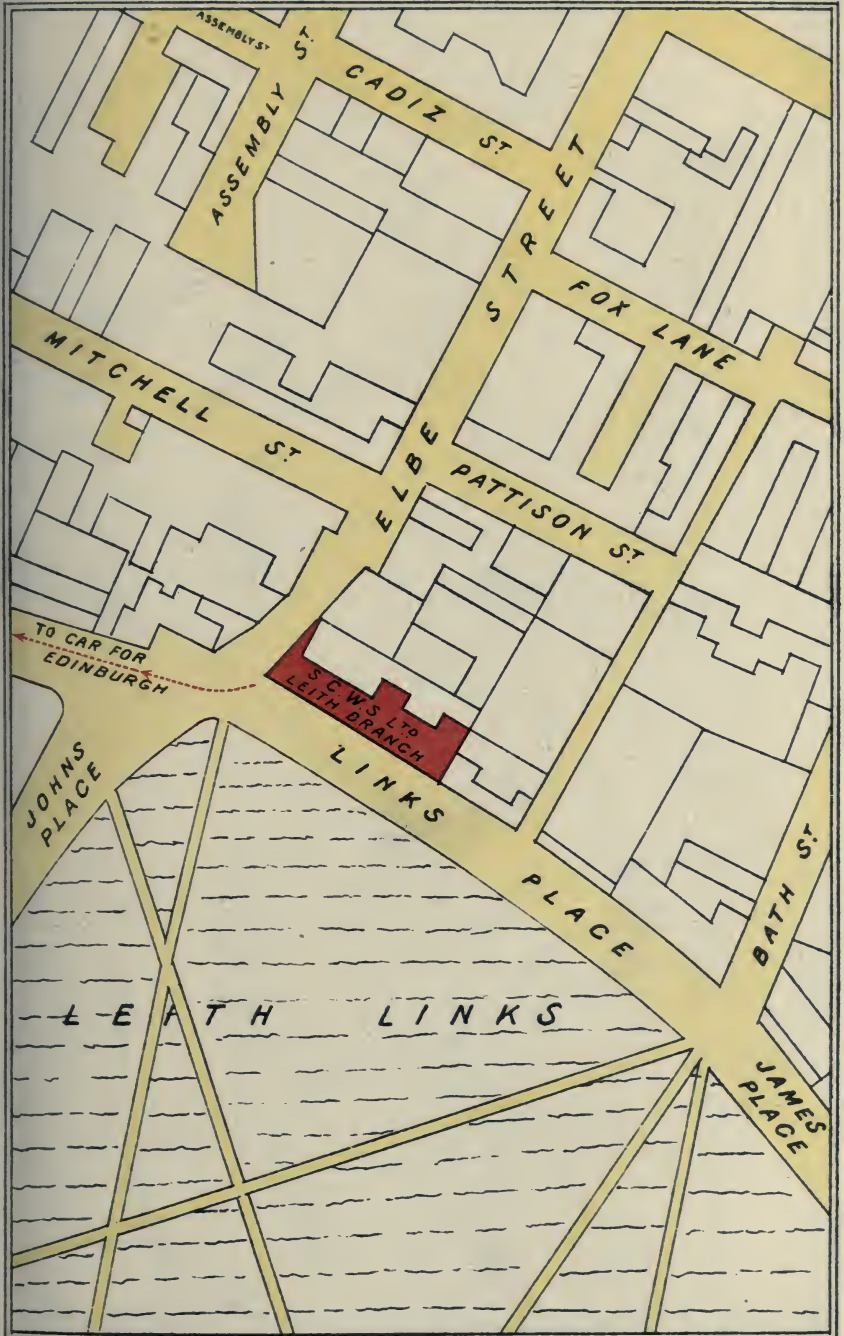 ASSEMBLY ST
ASSEMBLY ST.
CADIZ ST
ELBE STREET
FOX LANE
MITCHELL ST
PATTISON ST
TO CAR FOR
EDINBURGH
S.C.W.S LTD
LEITH BRANCH
JOHNS
PLACE
LINKS PLACE
BATH ST
LEITH LINKS
JAMES
PLACE